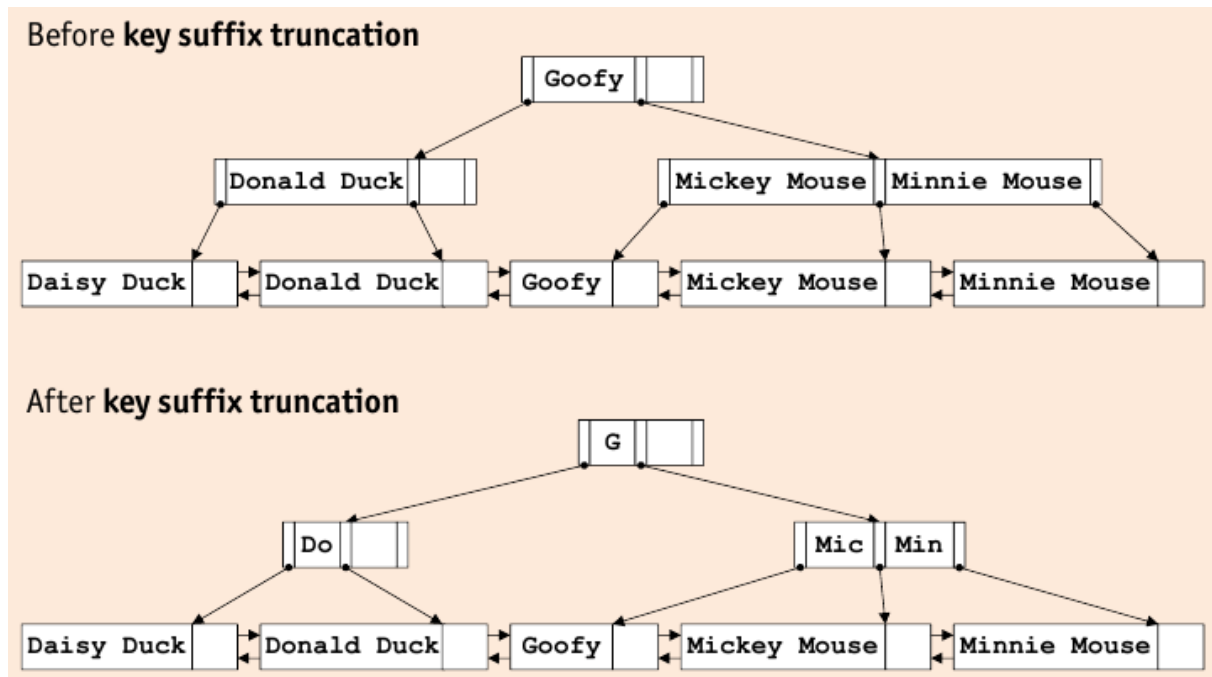 Before key suffix truncation
Goofy
Donald Duck
Mickey Mouse Minnie Mouse
Daisy Duck Donald Duck Goofy Mickey Mouse Minnie Mouse
After key suffix truncation
G
Do
Mic Min
Daisy Duck Donald Duck Goofy Mickey Mouse Minnie Mouse